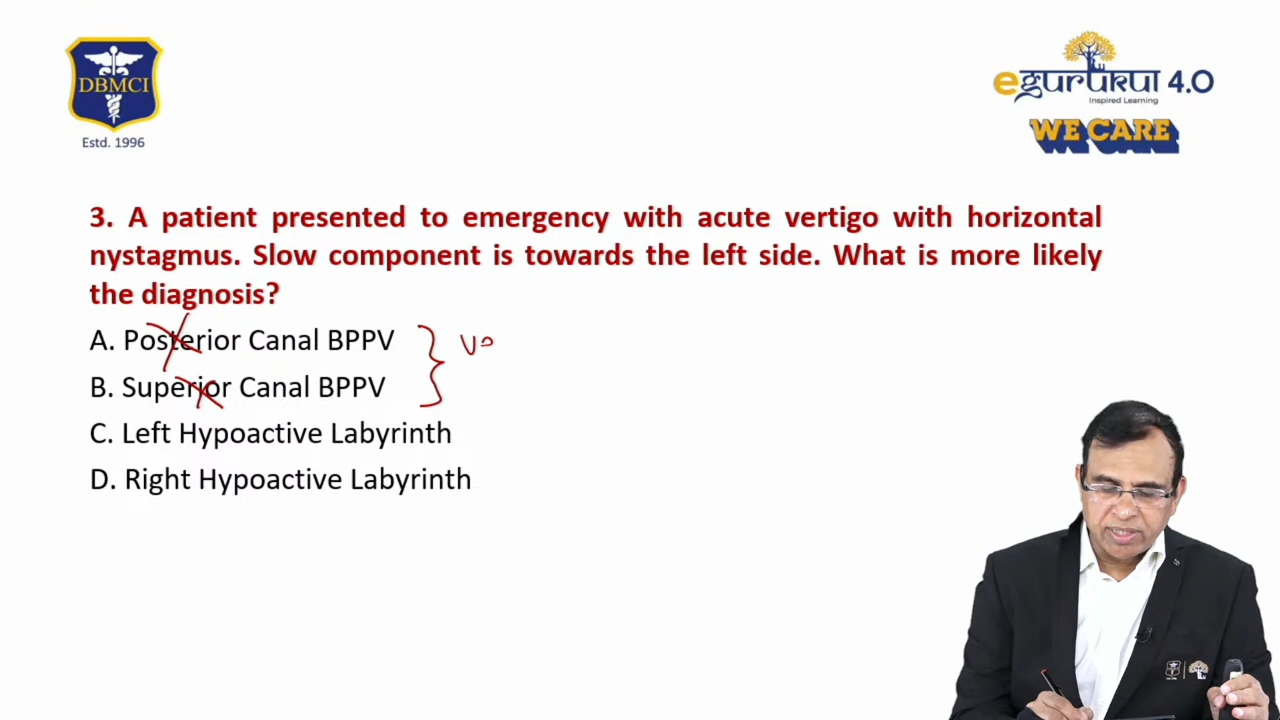 DBMCI
Estd. 1996
eGurukul 4.0
Inspired Learning
WE CARE
3. A patient presented to emergency with acute vertigo with horizontal
nystagmus. Slow component is towards the left side. What is more likely
the diagnosis?
A. Posterior Canal BPPV
B. Superior Canal BPPV
C. Left Hypoactive Labyrinth
D. Right Hypoactive Labyrinth